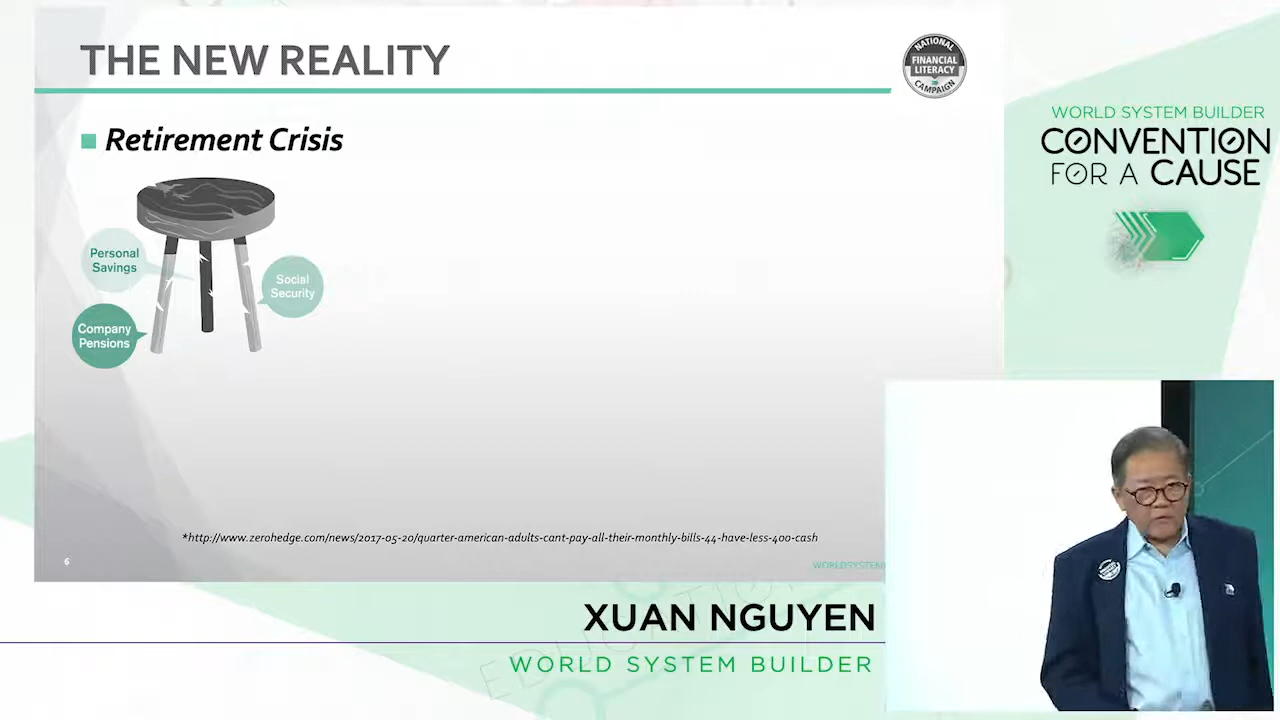 THE NEW REALITY
NATIONAL
FINANCIAL
LITERACY
CAMPAIGN
WORLD SYSTEM BUILDER
CONVENTION
FOR A CAUSE
Retirement Crisis
Personal
Savings
Social
Security
Company
Pensions
*http://www.zerohedge.com/news/2017-05-20/quarter-american-adults-cant-pay-all-their-monthly-bills-44-have-less-400-cash
6
WORLDSYSTEM
XUAN NGUYEN
WORLD SYSTEM BUILDER